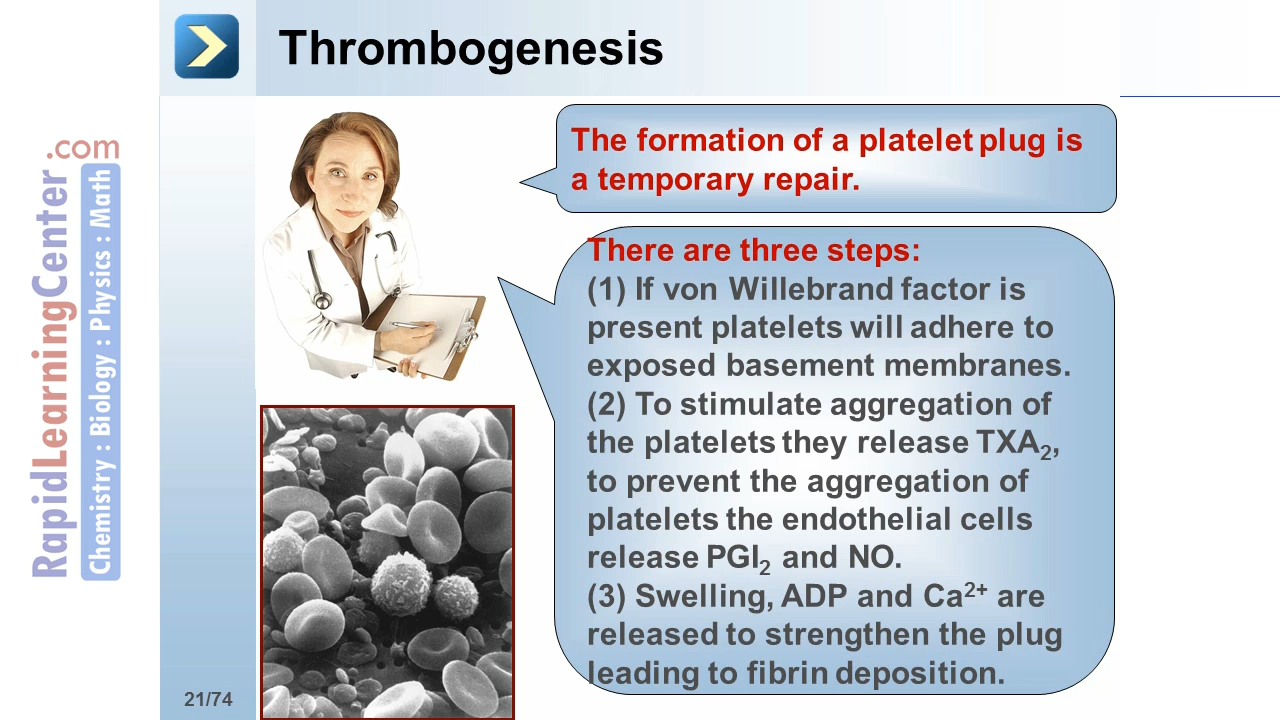 Thrombogenesis
RapidLearningCenter.com
Chemistry : Biology : Physics : Math
The formation of a platelet plug is
a temporary repair.
There are three steps:
(1) If von Willebrand factor is
present platelets will adhere to
exposed basement membranes.
(2) To stimulate aggregation of
the platelets they release TXA₂,
to prevent the aggregation of
platelets the endothelial cells
release PGI₂ and NO.
(3) Swelling, ADP and Ca²⁺ are
released to strengthen the plug
leading to fibrin deposition.
21/74